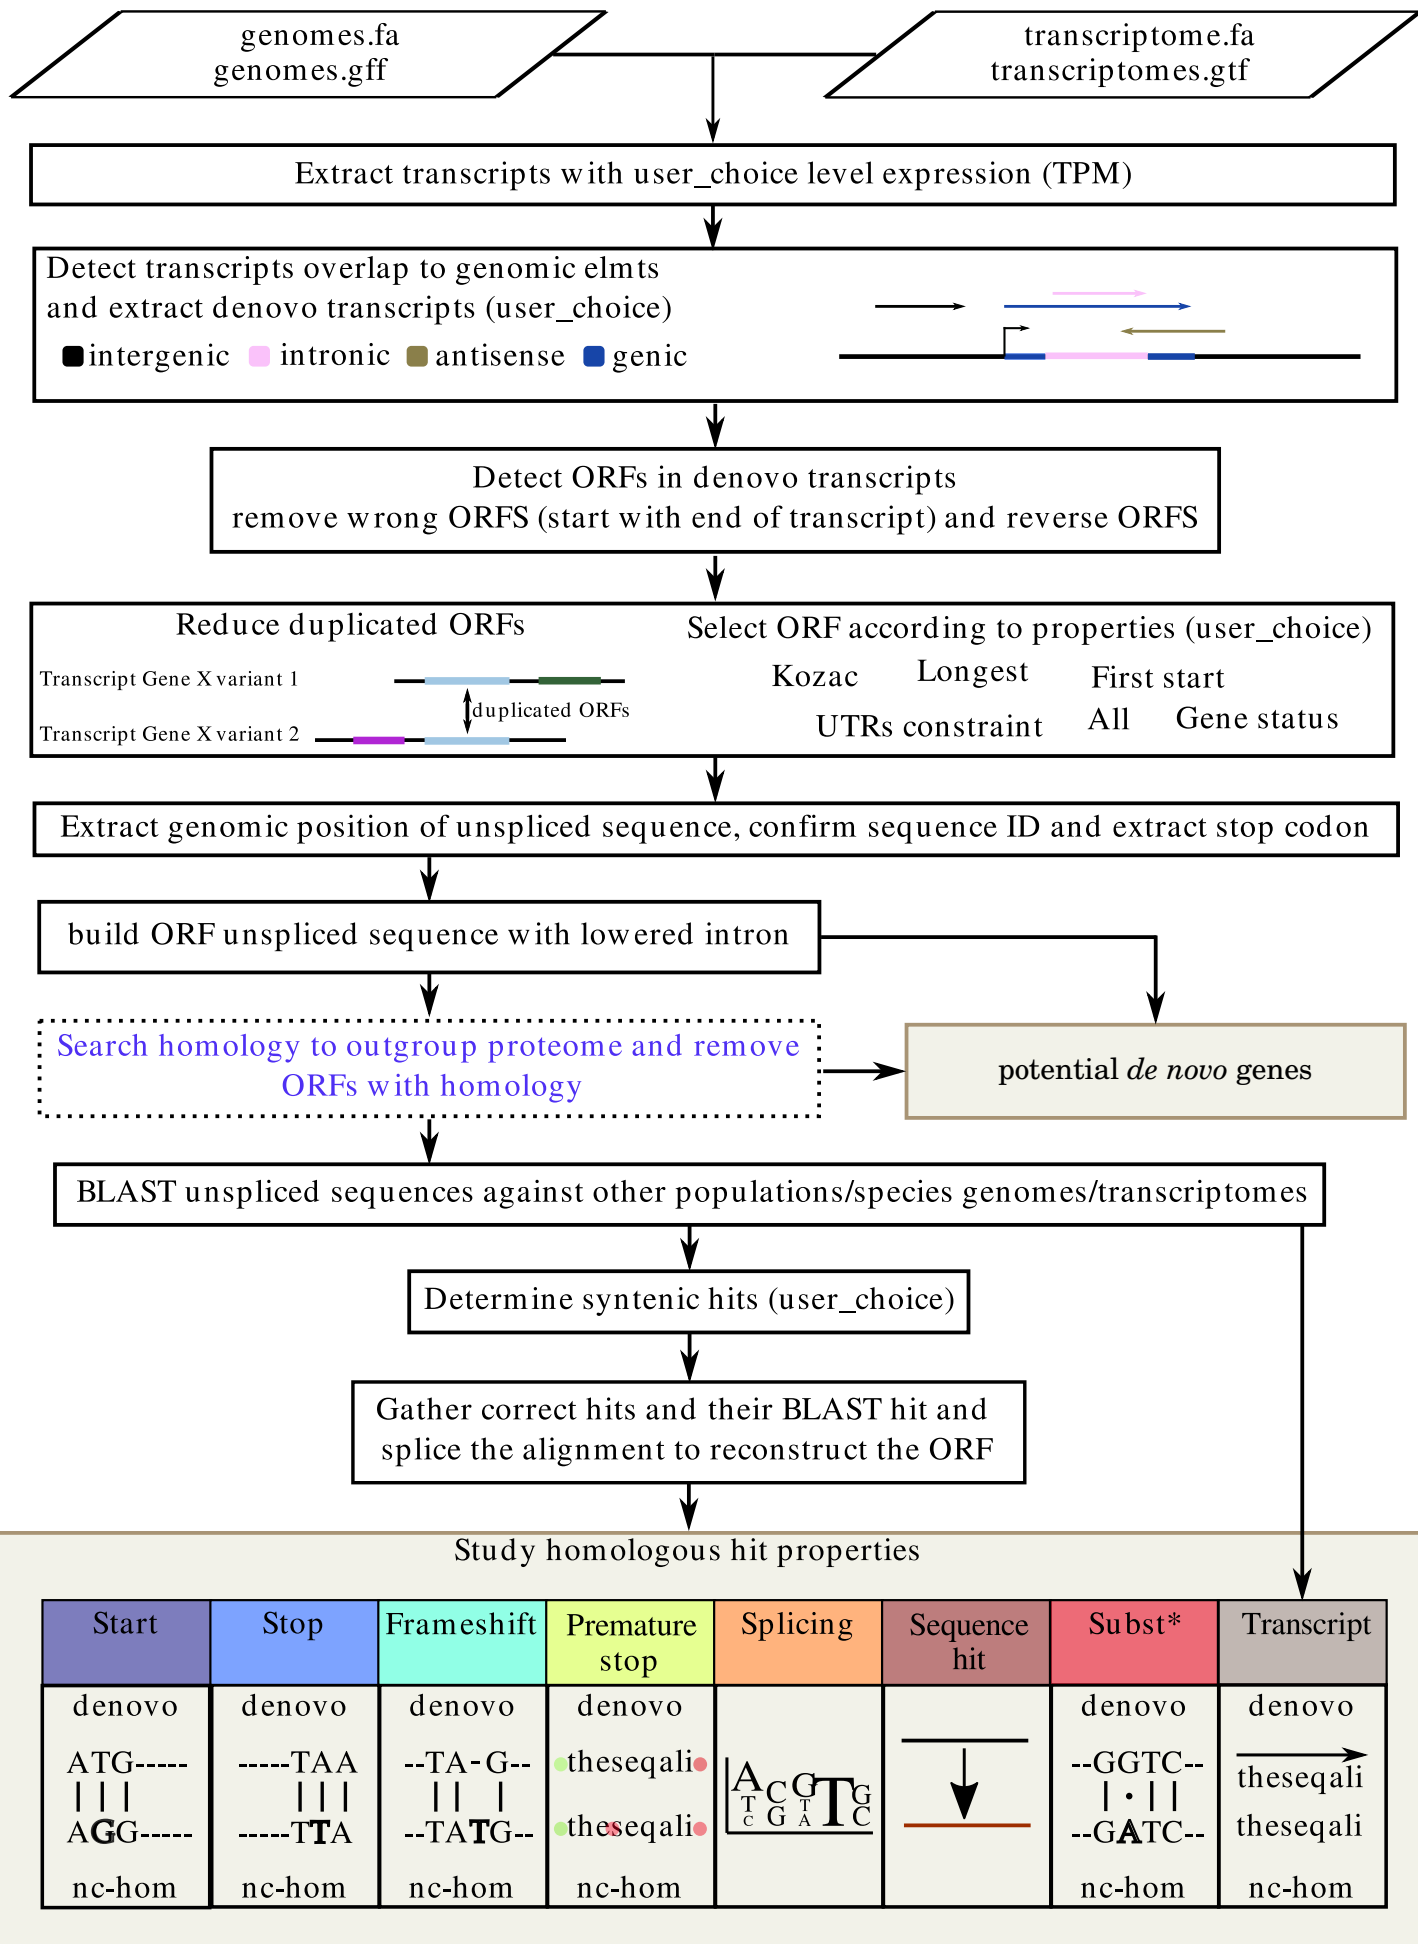 genomes.fa
genomes.gff
transcriptome.fa
transcriptomes.gtf
Extract transcripts with user_choice level expression (TPM)
Detect transcripts overlap to genomic elmts
and extract denovo transcripts (user_choice)
intergenic intronic antisense genic
Detect ORFs in denovo transcripts
remove wrong ORFS (start with end of transcript) and reverse ORFS
Reduce duplicated ORFs
Transcript Gene X variant 1
duplicated ORFs
Transcript Gene X variant 2
Select ORF according to properties (user_choice)
Kozac Longest First start
UTRs constraint All Gene status
Extract genomic position of unspliced sequence, confirm sequence ID and extract stop codon
build ORF unspliced sequence with lowered intron
Search homology to outgroup proteome and remove
ORFs with homology
potential de novo genes
BLAST unspliced sequences against other populations/species genomes/transcriptomes
Determine syntenic hits (user_choice)
Gather correct hits and their BLAST hit and
splice the alignment to reconstruct the ORF
Study homologous hit properties
Start
denovo
ATG-----
AGG-----
nc-hom
Stop
denovo
-----TAA
-----TTA
nc-hom
Frameshift
denovo
--TA-G--
--TATG--
nc-hom
Premature
stop
denovo
theseqali
theseqali
nc-hom
Splicing
A C G T G
T G T C
C A
Sequence
hit
Subst*
denovo
--GGTC--
--GATC--
nc-hom
Transcript
denovo
theseqali
theseqali
nc-hom